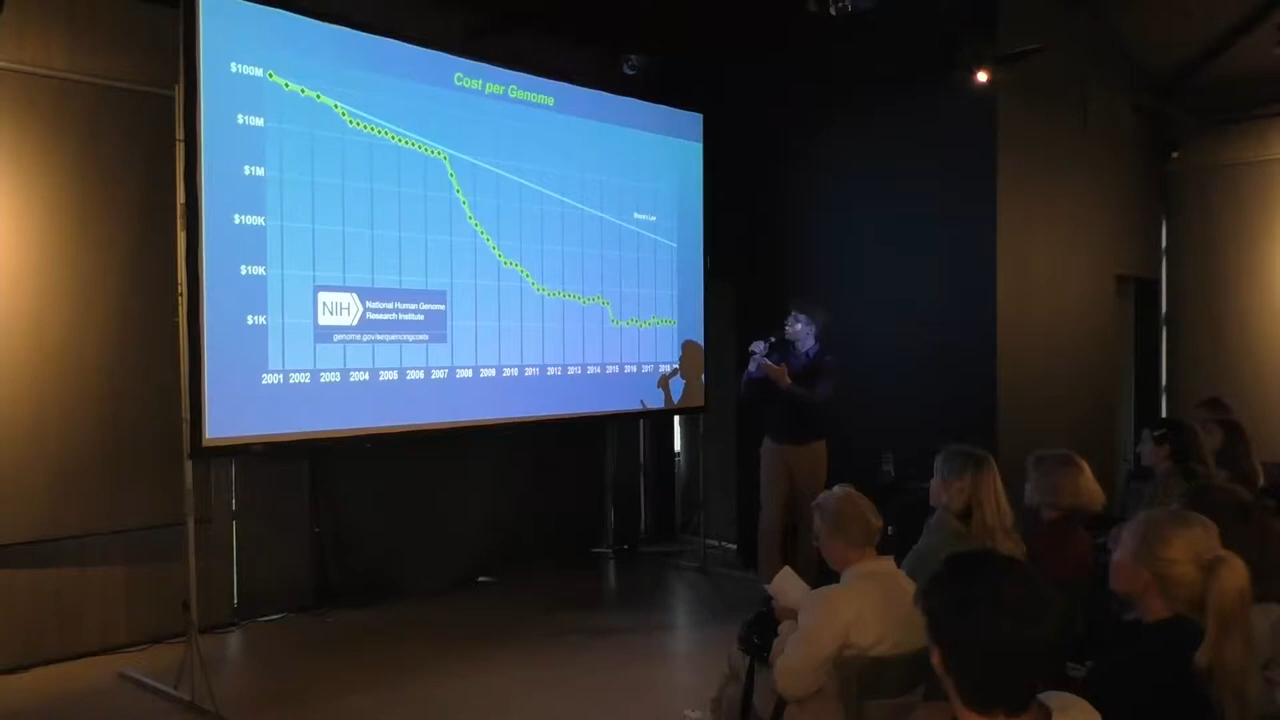 Cost per Genome
$100M
$10M
$1M
$100K
$10K
$1K
Moore's Law
NIH
National Human Genome
Research Institute
genome.gov/sequencingcosts
2001 2002 2003 2004 2005 2006 2007 2008 2009 2010 2011 2012 2013 2014 2015 2016 2017 2018